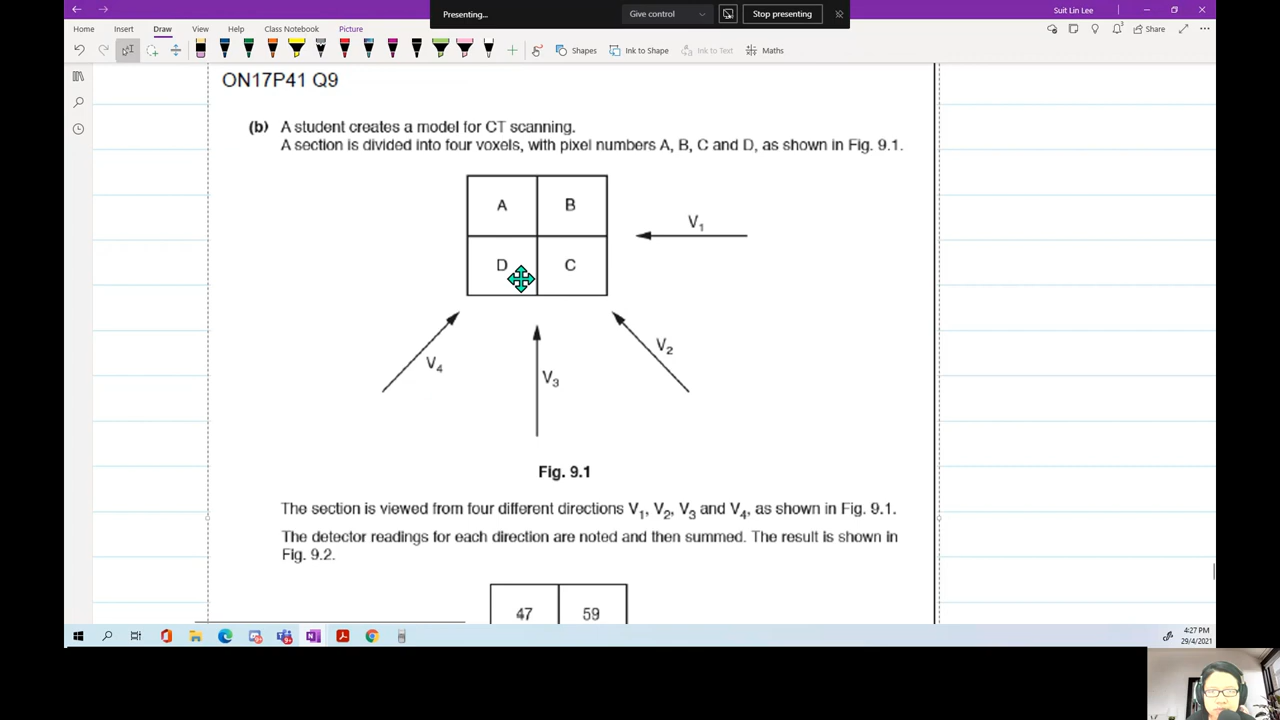 Presenting...
Give control
Stop presenting
Suit Lin Lee
Home
Insert
Draw
View
Help
Class Notebook
Picture
Share
Shapes
Ink to Shape
Ink to Text
Maths
ON17P41 Q9
(b) A student creates a model for CT scanning.
A section is divided into four voxels, with pixel numbers A, B, C and D, as shown in Fig. 9.1.
A B
V1
D C
V4
V3
V2
Fig. 9.1
The section is viewed from four different directions V1, V2, V3 and V4, as shown in Fig. 9.1.
The detector readings for each direction are noted and then summed. The result is shown in
Fig. 9.2.
47 59
4:27 PM
29/4/2021